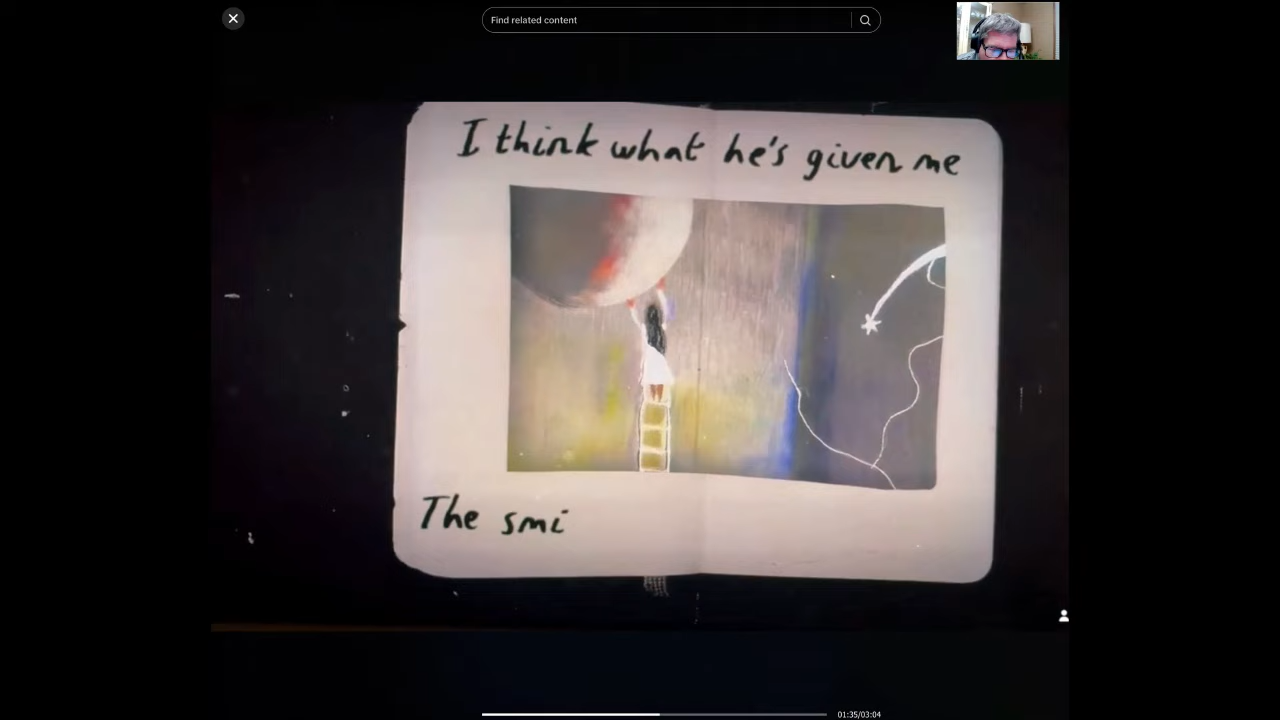 Find related content
I think what he's given me
The smi
01:35/03:04